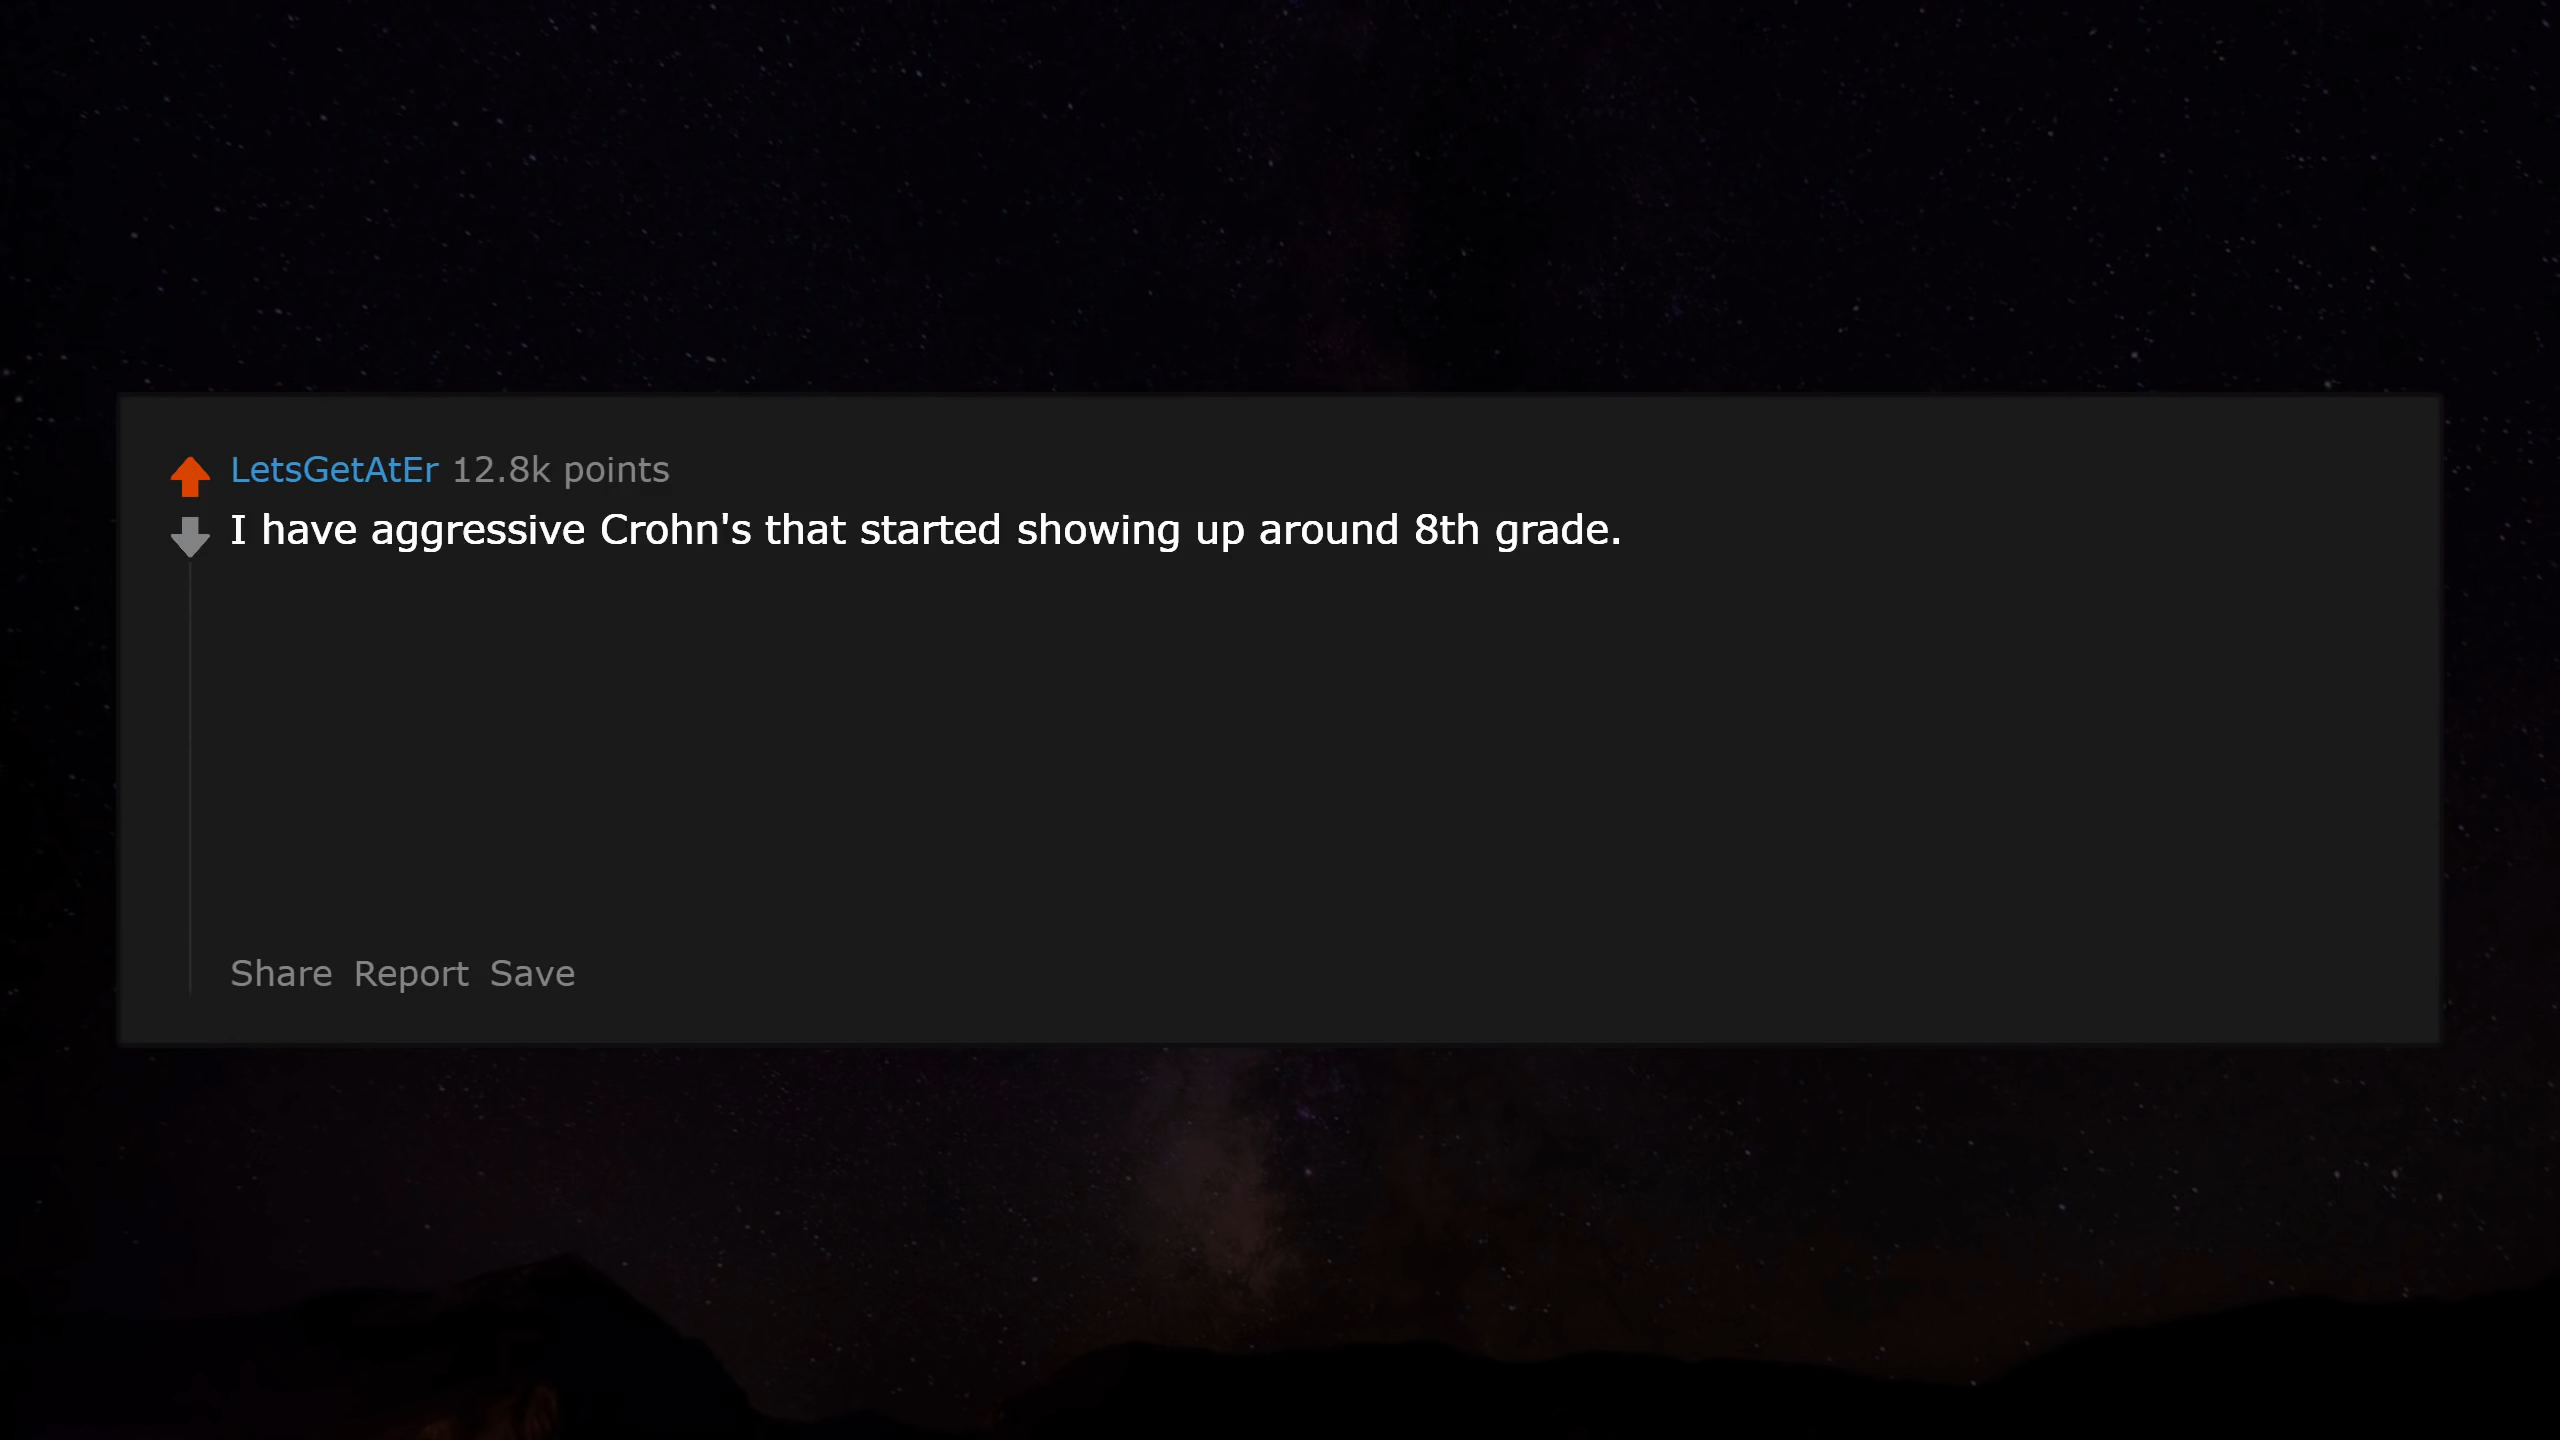 LetsGetAtEr 12.8k points
I have aggressive Crohn's that started showing up around 8th grade.
Share Report Save